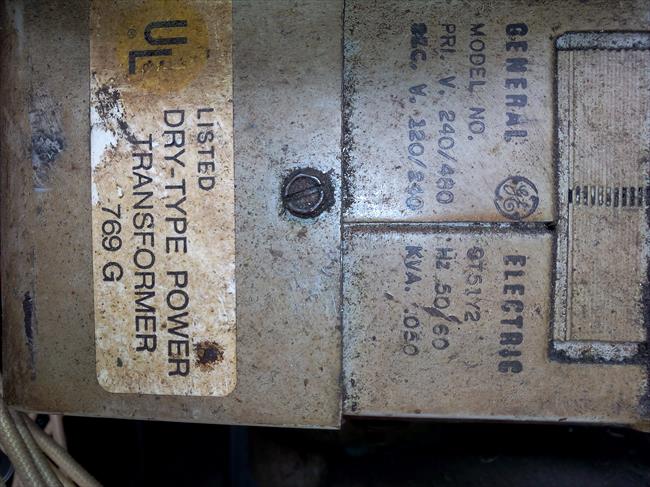 UL
LISTED
DRY-TYPE POWER
TRANSFORMER
769 G
GENERAL GE ELECTRIC
MODEL NO. 9T51Y2
PRI. V. 240/480 Hz 50/60
SEC. V. 120/240 KVA. .050